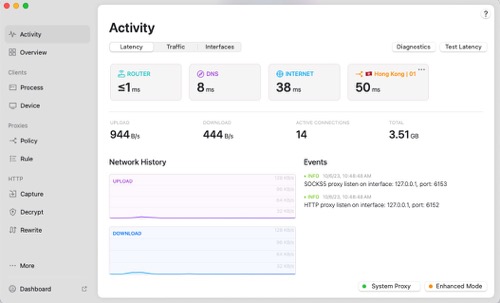 ?
Activity
Activity
Overview
Clients
Process
Device
Proxies
Policy
Rule
HTTP
Capture
Decrypt
Rewrite
More
Dashboard
Latency Traffic Interfaces
Diagnostics Test Latency
ROUTER
≤1 ms
DNS
8 ms
INTERNET
38 ms
Hong Kong | 01
50 ms
UPLOAD
944 B/s
DOWNLOAD
444 B/s
ACTIVE CONNECTIONS
14
TOTAL
3.51 GB
Network History
UPLOAD
DOWNLOAD
Events
INFO 10/5/23, 10:48:48 AM
SOCKS5 proxy listen on interface: 127.0.0.1, port: 6153
INFO 10/5/23, 10:48:48 AM
HTTP proxy listen on interface: 127.0.0.1, port: 6152
System Proxy
Enhanced Mode